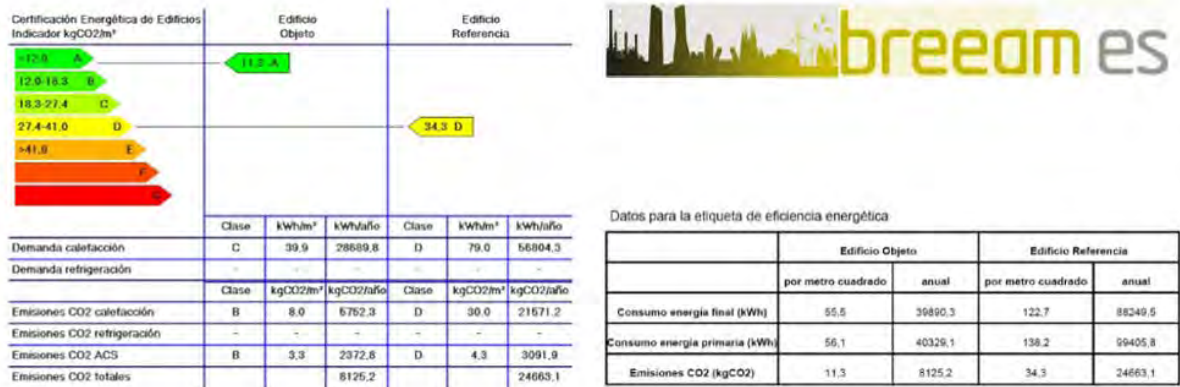 Certificación Energética de Edificios
Indicador kgCO2/m²
Edificio
Objeto
Edificio
Referencia
<12,0 A
12,0-18,3 B
18,3-27,4 C
27,4-41,0 D
>41,0 E
F
G
11,3 A
34,3 D
Clase kWh/m² kWh/año Clase kWh/m² kWh/año
Demanda calefacción C 39,9 28689,8 D 79,0 56804,3
Demanda refrigeración - - - - - -
Clase kgCO2/m² kgCO2/año Clase kgCO2/m² kgCO2/año
Emisiones CO2 calefacción B 8,0 5752,3 D 30,0 21571,2
Emisiones CO2 refrigeración - - - - - -
Emisiones CO2 ACS B 3,3 2372,8 D 4,3 3091,9
Emisiones CO2 totales 8125,2 24663,1
breeam es
Datos para la etiqueta de eficiencia energética
Edificio Objeto Edificio Referencia
por metro cuadrado anual por metro cuadrado anual
Consumo energía final (kWh) 55,5 39890,3 122,7 88249,5
Consumo energía primaria (kWh) 56,1 40329,1 138,2 99405,8
Emisiones CO2 (kgCO2) 11,3 8125,2 34,3 24663,1